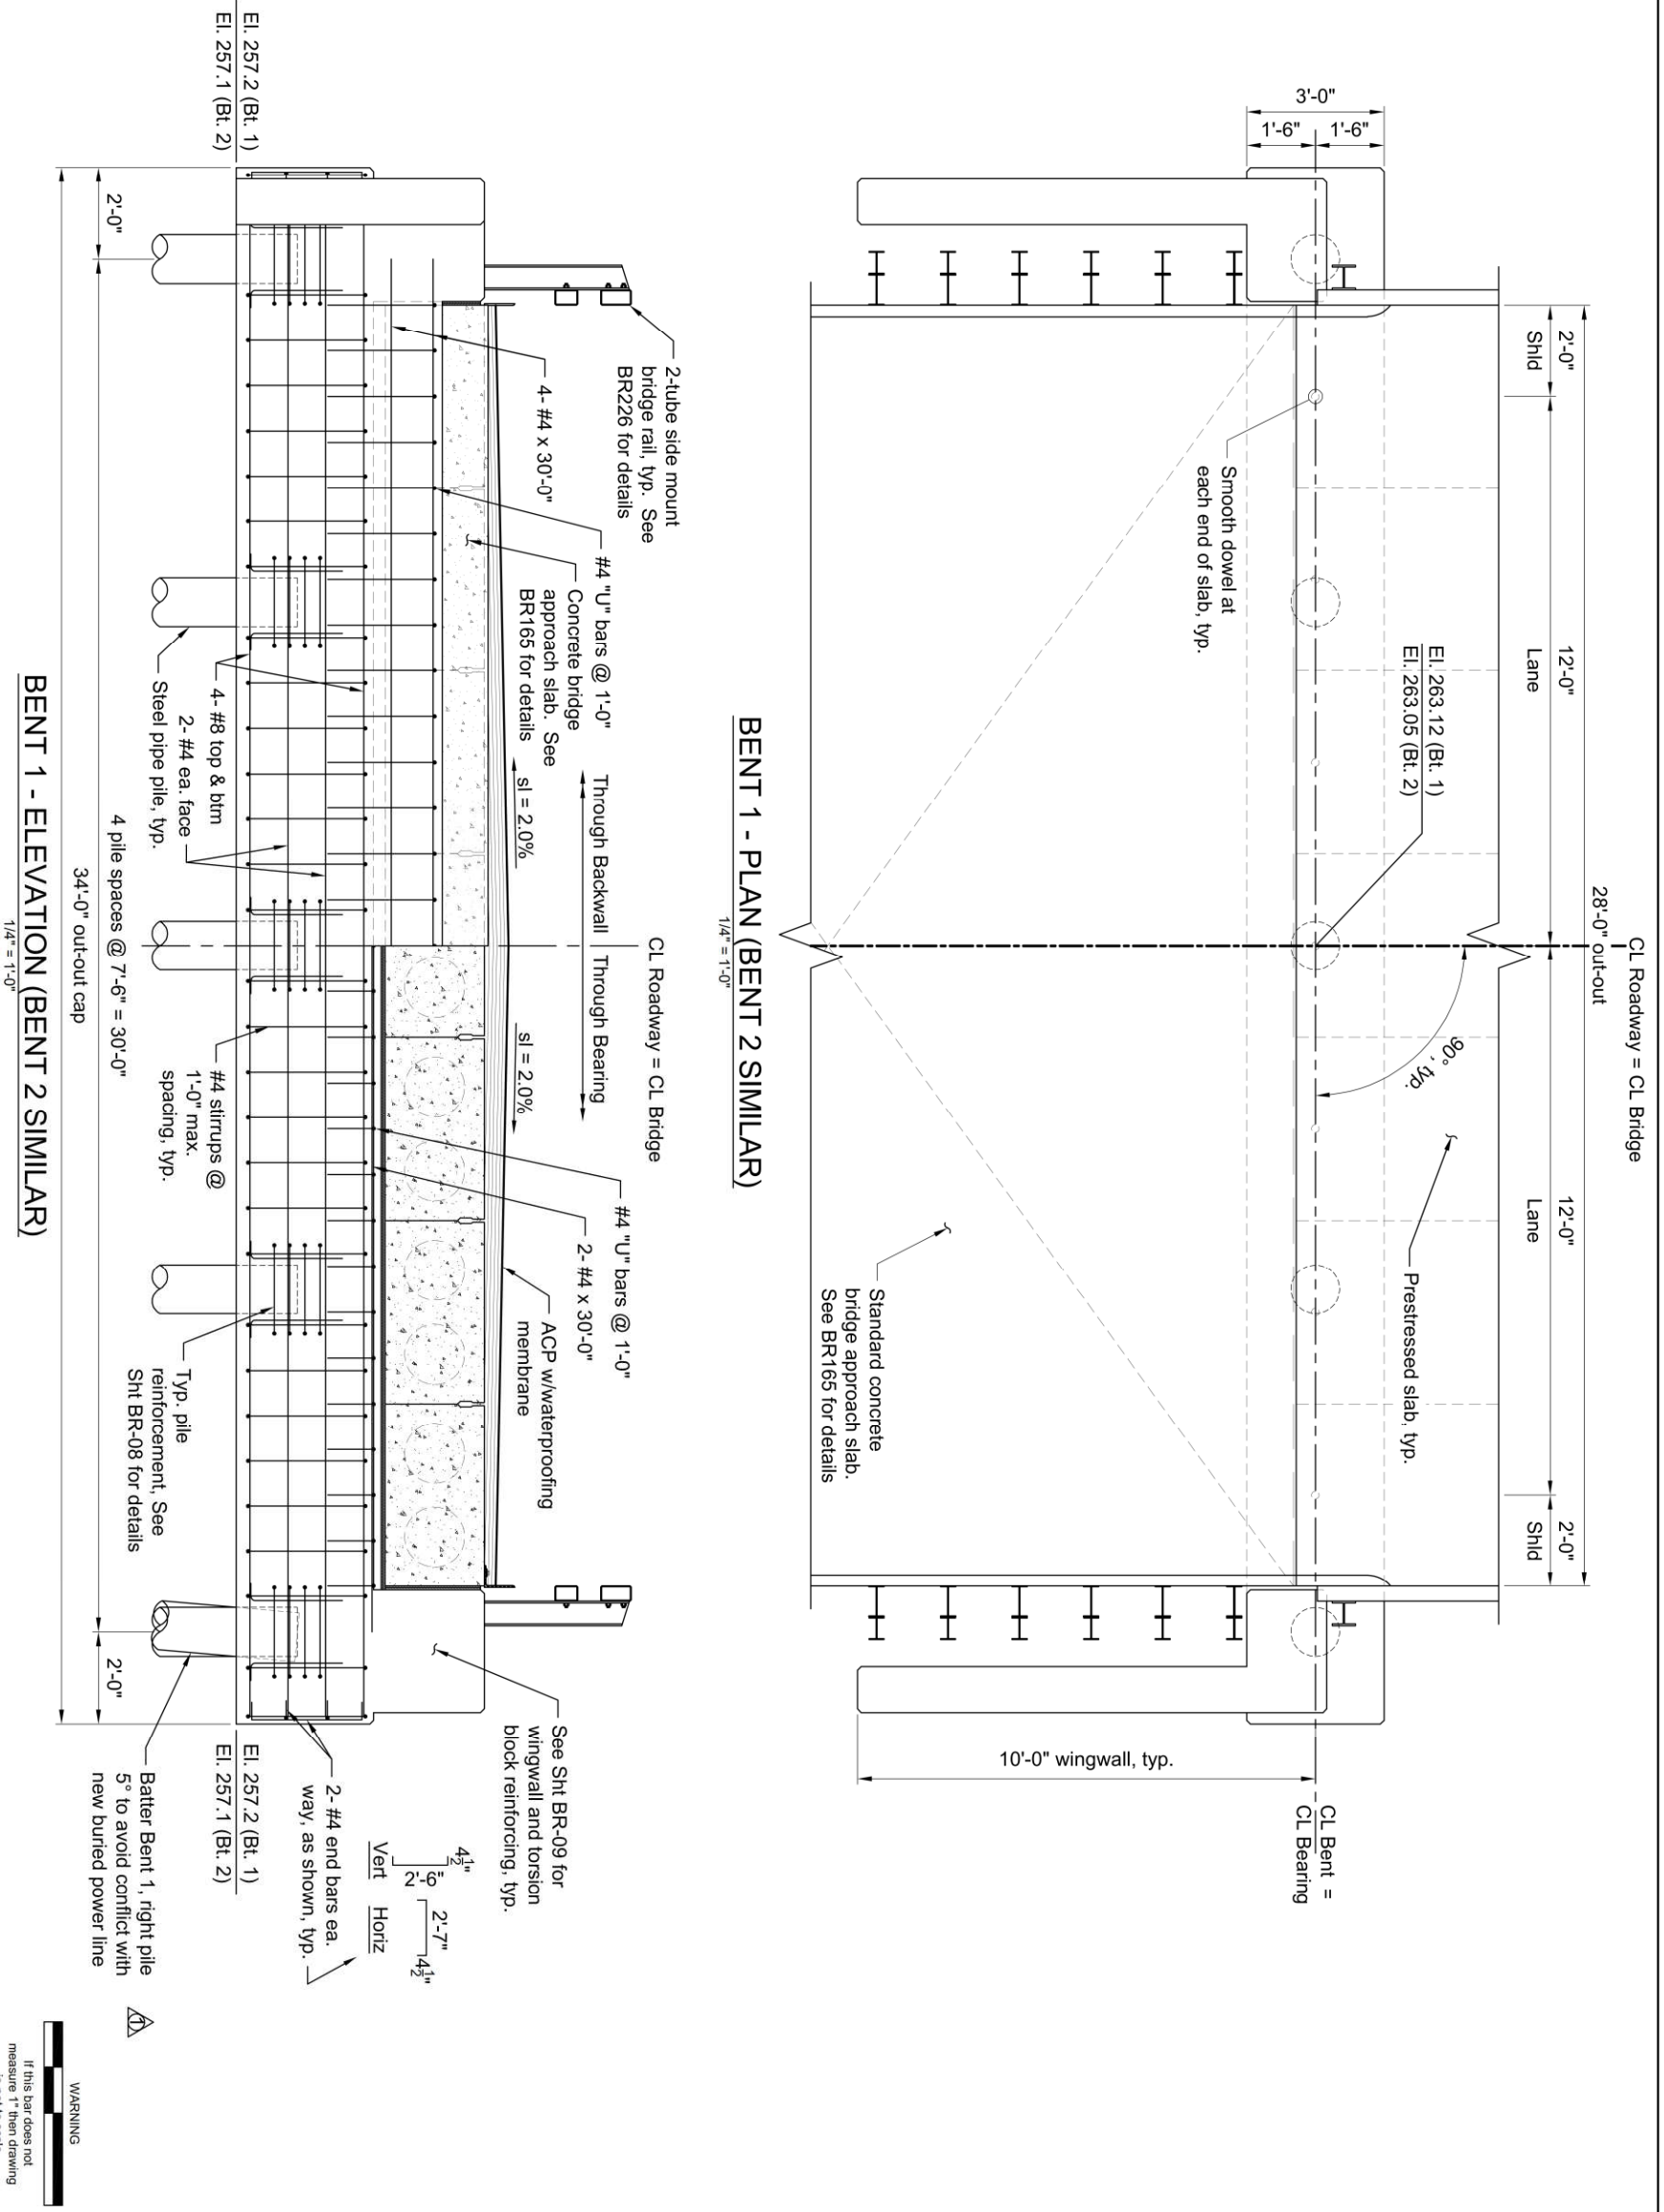 CL Roadway = CL Bridge
28'-0" out-out
2'-0"
Shld
12'-0"
Lane
12'-0"
Lane
2'-0"
Shld
3'-0"
1'-6"
1'-6"
90°, typ.
Prestressed slab, typ.
El. 263.12 (Bt. 1)
El. 263.05 (Bt. 2)
Smooth dowel at
each end of slab, typ.
CL Bent =
CL Bearing
10'-0" wingwall, typ.
Standard concrete
bridge approach slab.
See BR165 for details
BENT 1 - PLAN (BENT 2 SIMILAR)
1/4" = 1'-0"
CL Roadway = CL Bridge
Through Backwall
Through Bearing
2-tube side mount
bridge rail, typ. See
BR226 for details
#4 "U" bars @ 1'-0"
Concrete bridge
approach slab. See
BR165 for details
4- #4 x 30'-0"
sl = 2.0%
sl = 2.0%
#4 "U" bars @ 1'-0"
2- #4 x 30'-0"
ACP w/waterproofing
membrane
See Sht BR-09 for
wingwall and torsion
block reinforcing, typ.
4½"
2'-6"
Vert
2'-7"
4½"
Horiz
2- #4 end bars ea.
way, as shown, typ.
El. 257.2 (Bt. 1)
El. 257.1 (Bt. 2)
El. 257.2 (Bt. 1)
El. 257.1 (Bt. 2)
4- #8 top & btm
2- #4 ea. face
Steel pipe pile, typ.
#4 stirrups @
1'-0" max.
spacing, typ.
Typ. pile
reinforcement, See
Sht BR-08 for details
Batter Bent 1, right pile
5° to avoid conflict with
new buried power line
1
2'-0"
4 pile spaces @ 7'-6" = 30'-0"
2'-0"
34'-0" out-out cap
BENT 1 - ELEVATION (BENT 2 SIMILAR)
1/4" = 1'-0"
WARNING
If this bar does not
measure 1" then drawing